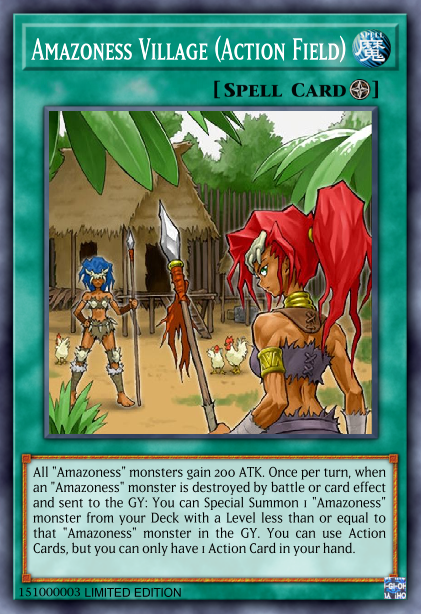 Amazoness Village (Action Field)
SPELL
魔
[Spell Card]
All "Amazoness" monsters gain 200 ATK. Once per turn, when
an "Amazoness" monster is destroyed by battle or card effect
and sent to the GY: You can Special Summon 1 "Amazoness"
monster from your Deck with a Level less than or equal to
that "Amazoness" monster in the GY. You can use Action
Cards, but you can only have 1 Action Card in your hand.
151000003 LIMITED EDITION